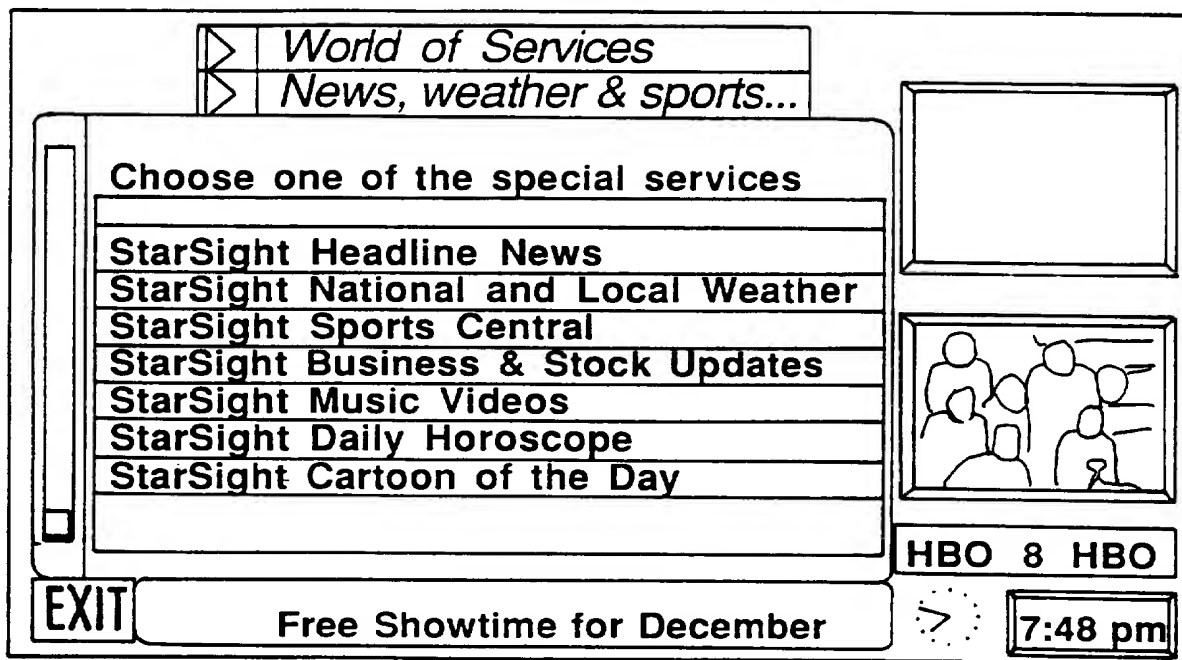 World of Services
News, weather & sports...
Choose one of the special services
StarSight Headline News
StarSight National and Local Weather
StarSight Sports Central
StarSight Business & Stock Updates
StarSight Music Videos
StarSight Daily Horoscope
StarSight Cartoon of the Day
HBO 8 HBO
EXIT
Free Showtime for December
7:48 pm